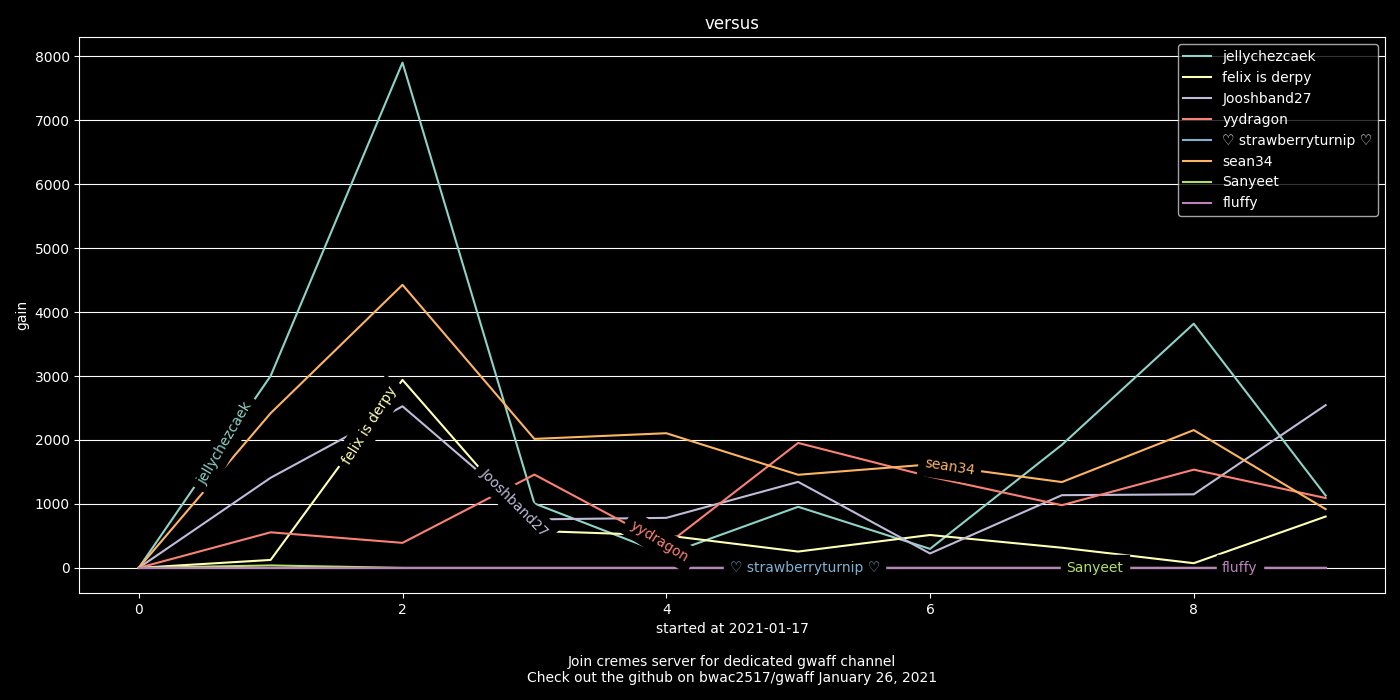 versus
8000
7000
6000
5000
4000
3000
2000
1000
0
gain
jellychezcaek
felix is derpy
Jooshband27
yydragon
♡ strawberryturnip ♡
sean34
Sanyeet
fluffy
jellychezcaek
felix is derpy
Jooshband27
yydragon
sean34
♡ strawberryturnip ♡
Sanyeet
fluffy
0 2 4 6 8
started at 2021-01-17
Join cremes server for dedicated gwaff channel
Check out the github on bwac2517/gwaff January 26, 2021